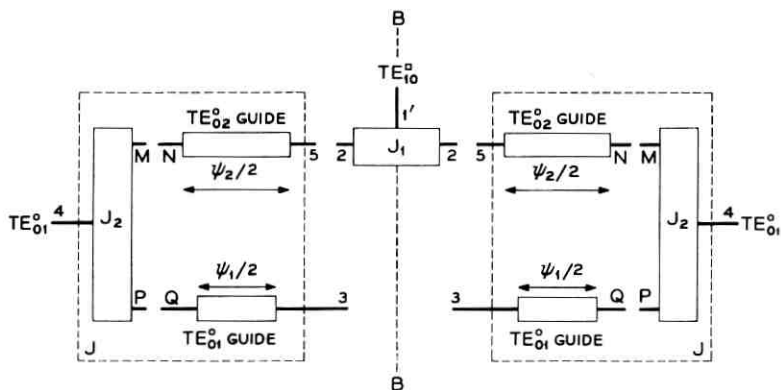 B
TE°₁₀
TE°₀₂ GUIDE
1'
TE°₀₂ GUIDE
J₁
M N 5 2 2 5 N M
ψ₂/2
ψ₂/2
TE°₀₁ 4 J₂
J₂ 4 TE°₀₁
ψ₁/2
ψ₁/2
P Q 3 3 Q P
TE°₀₁ GUIDE
TE°₀₁ GUIDE
J
J
B